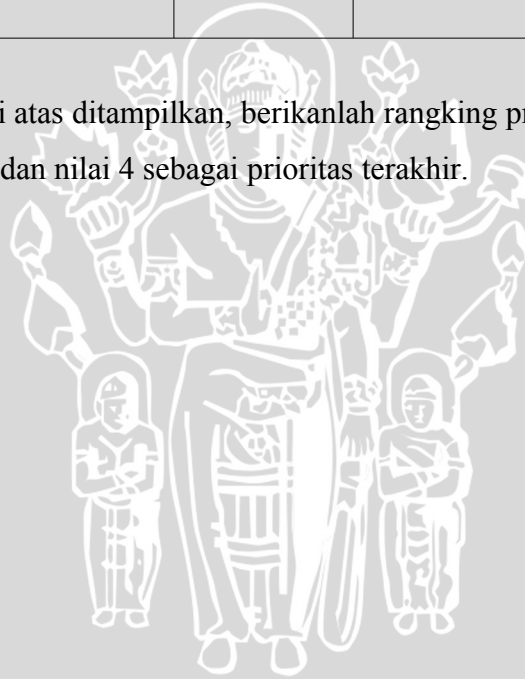 i atas ditampilkan, berikanlah rangking pr
dan nilai 4 sebagai prioritas terakhir.